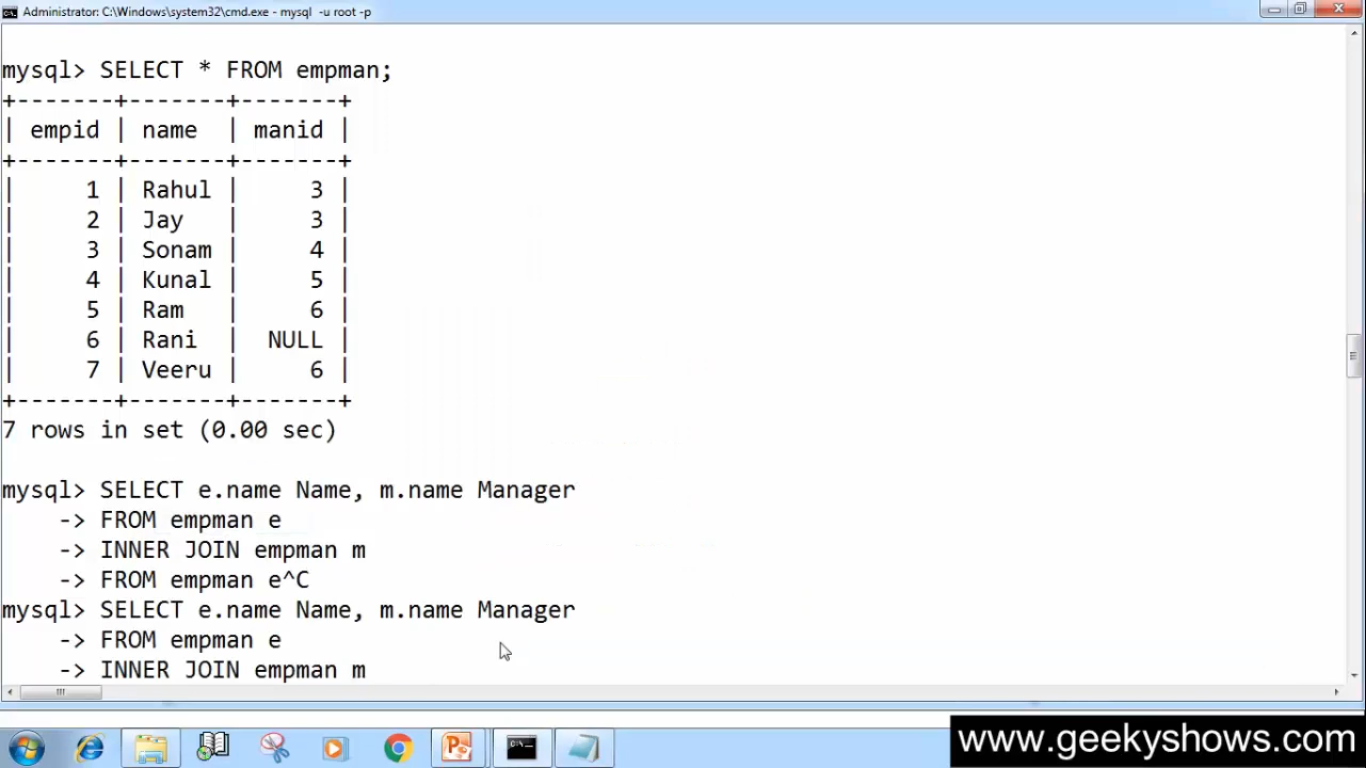 Administrator: C:\Windows\system32\cmd.exe - mysql  -u root -p
mysql> SELECT * FROM empman;
+-------+-------+-------+
| empid | name  | manid |
+-------+-------+-------+
|     1 | Rahul |     3 |
|     2 | Jay   |     3 |
|     3 | Sonam |     4 |
|     4 | Kunal |     5 |
|     5 | Ram   |     6 |
|     6 | Rani  |  NULL |
|     7 | Veeru |     6 |
+-------+-------+-------+
7 rows in set (0.00 sec)
mysql> SELECT e.name Name, m.name Manager
    -> FROM empman e
    -> INNER JOIN empman m
    -> FROM empman e^C
mysql> SELECT e.name Name, m.name Manager
    -> FROM empman e
    -> INNER JOIN empman m
www.geekyshows.com